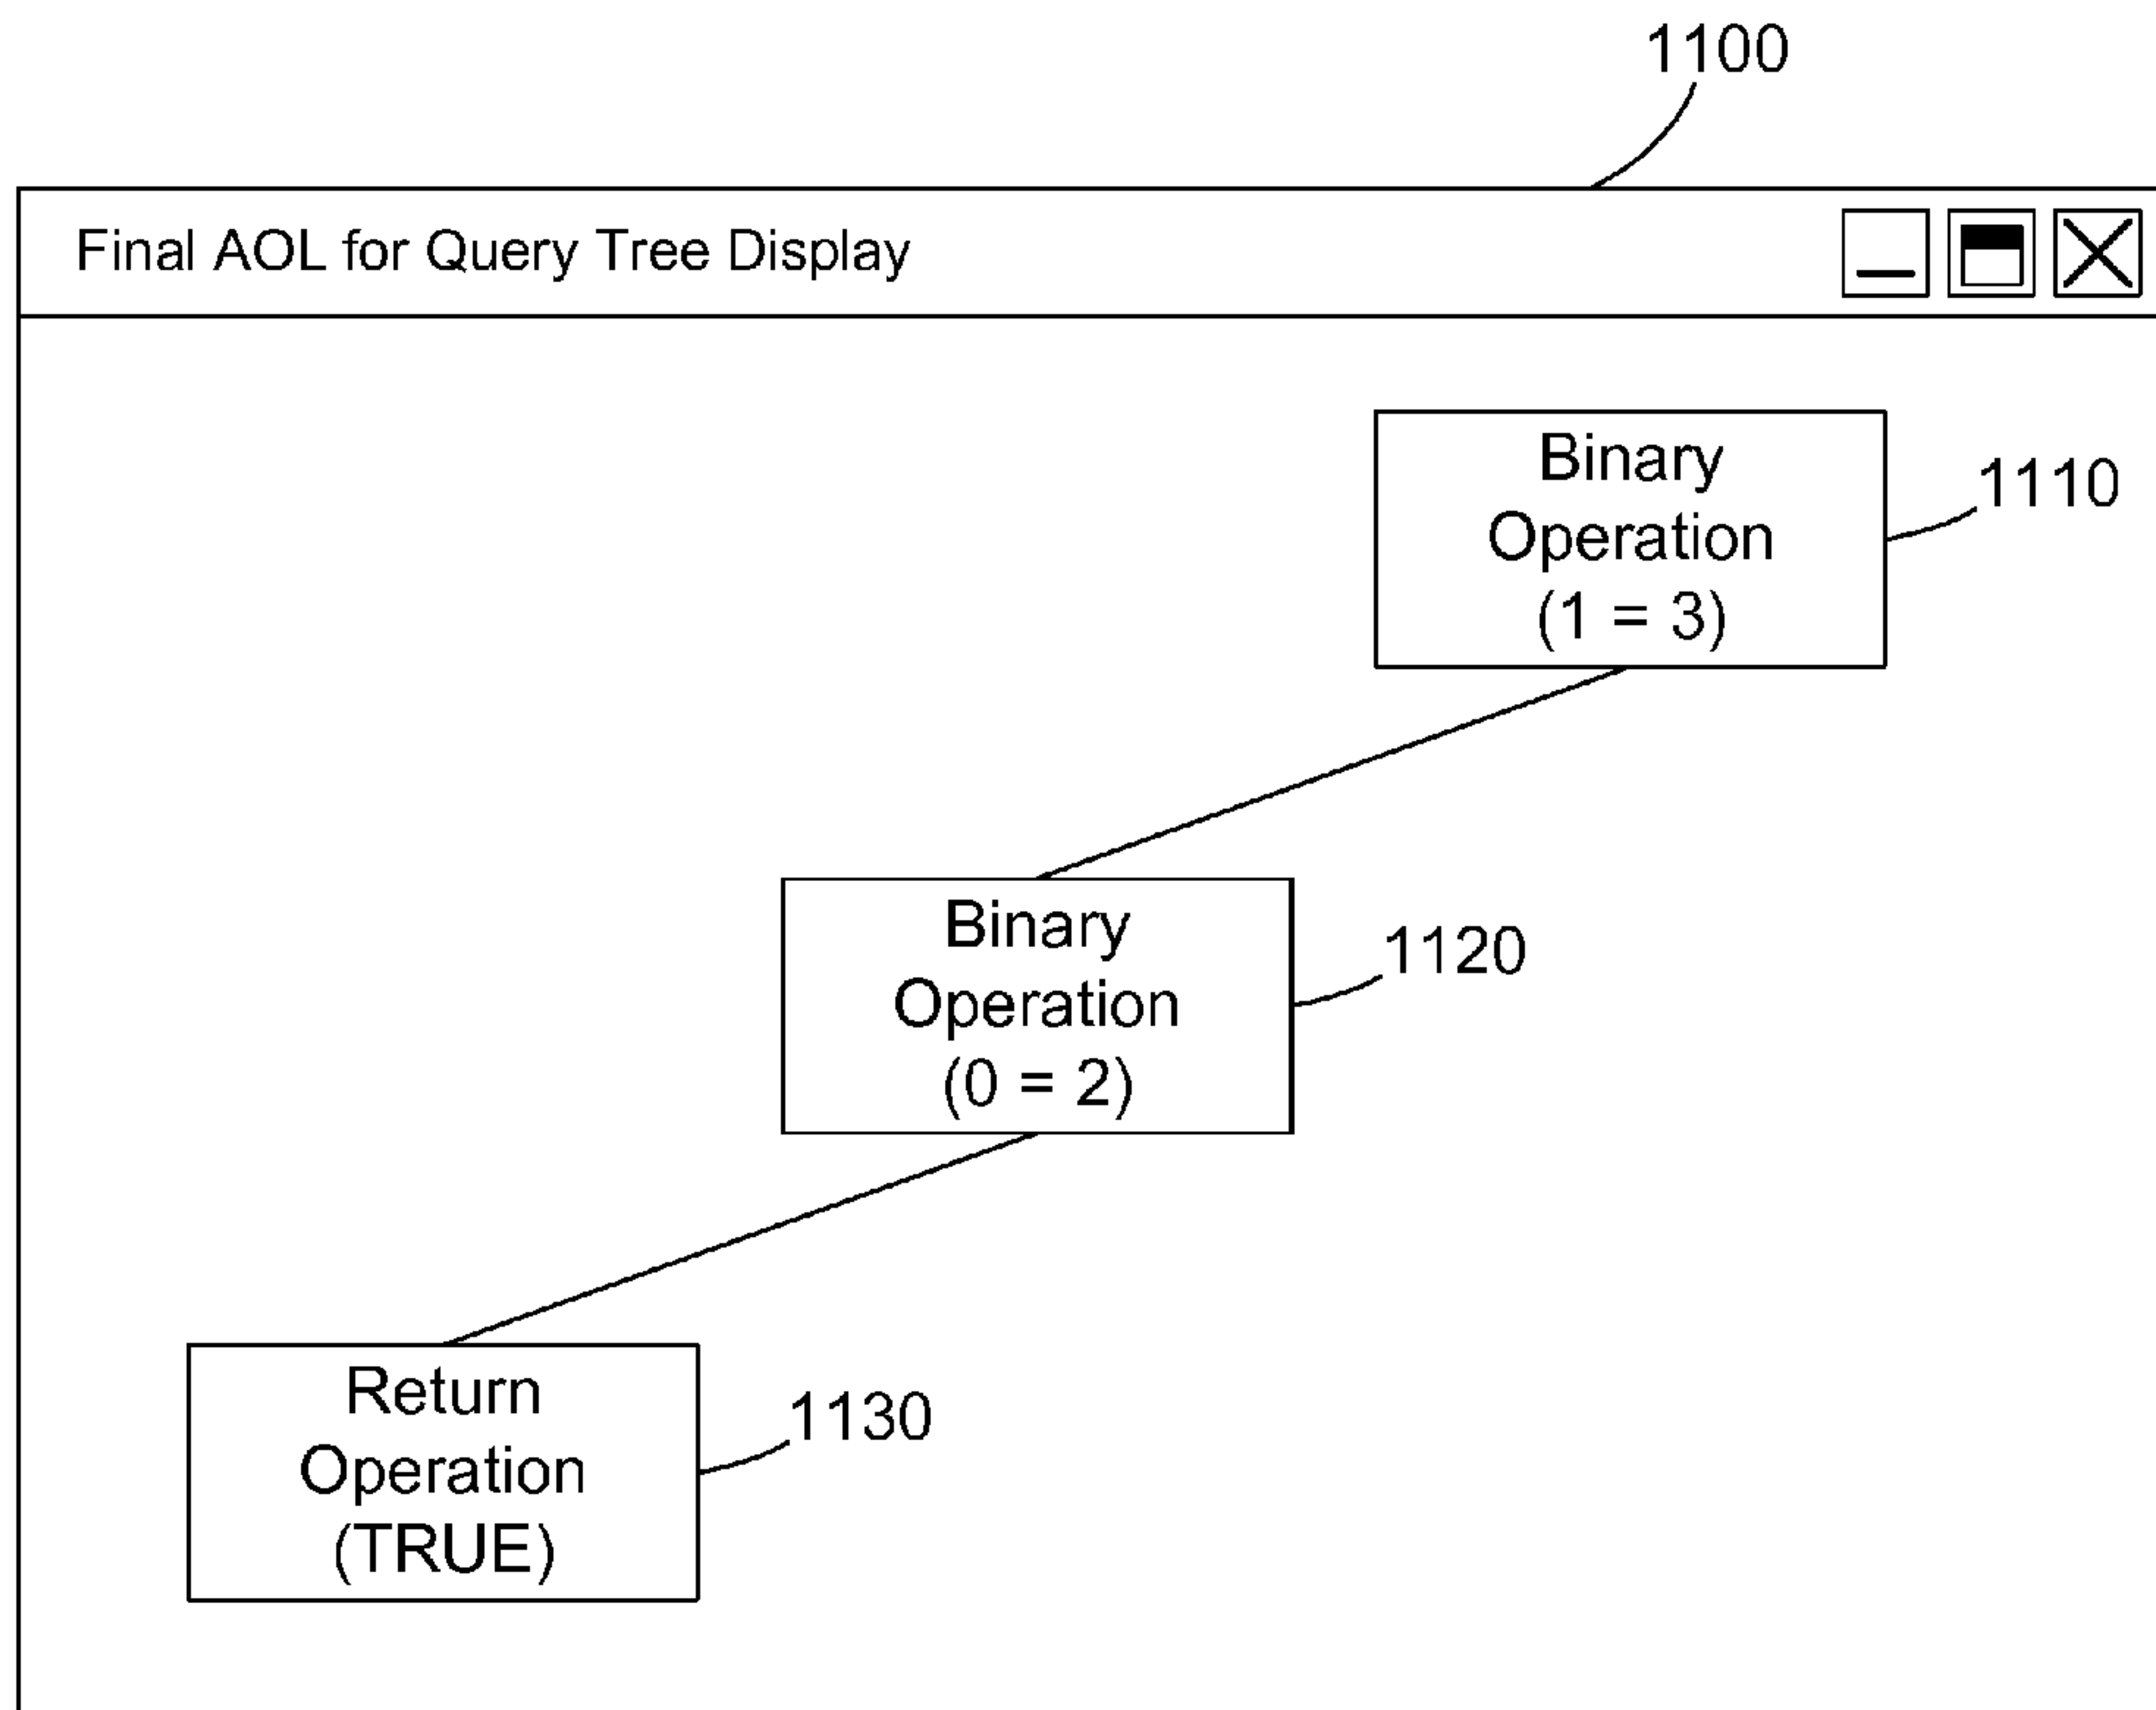 1100
Final AOL for Query Tree Display
Binary
Operation
(1 = 3)
1110
Binary
Operation
(0 = 2)
1120
Return
Operation
(TRUE)
1130